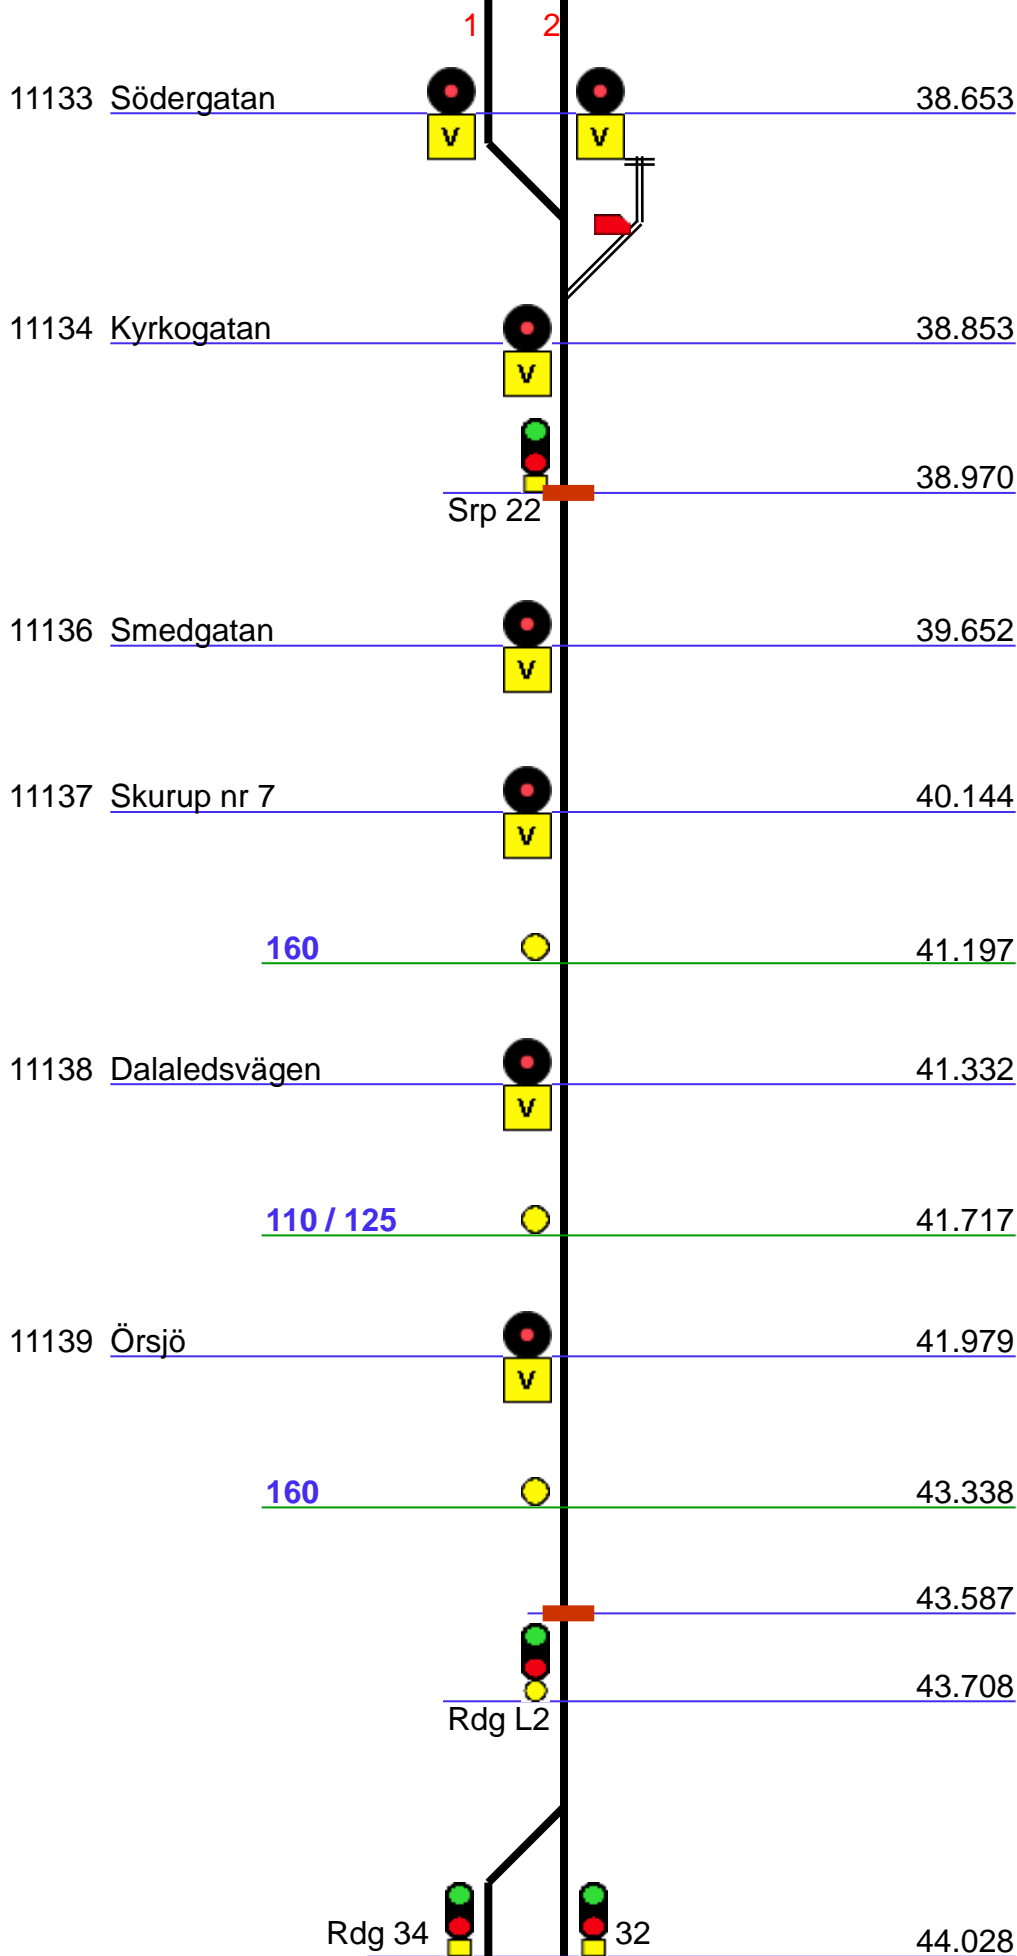 1 2
11133 Södergatan 38.653
V V
11134 Kyrkogatan 38.853
V
38.970
Srp 22
11136 Smedgatan 39.652
V
11137 Skurup nr 7 40.144
V
160 41.197
11138 Dalaledsvägen 41.332
V
110 / 125 41.717
11139 Örsjö 41.979
V
160 43.338
43.587
43.708
Rdg L2
Rdg 34 32 44.028